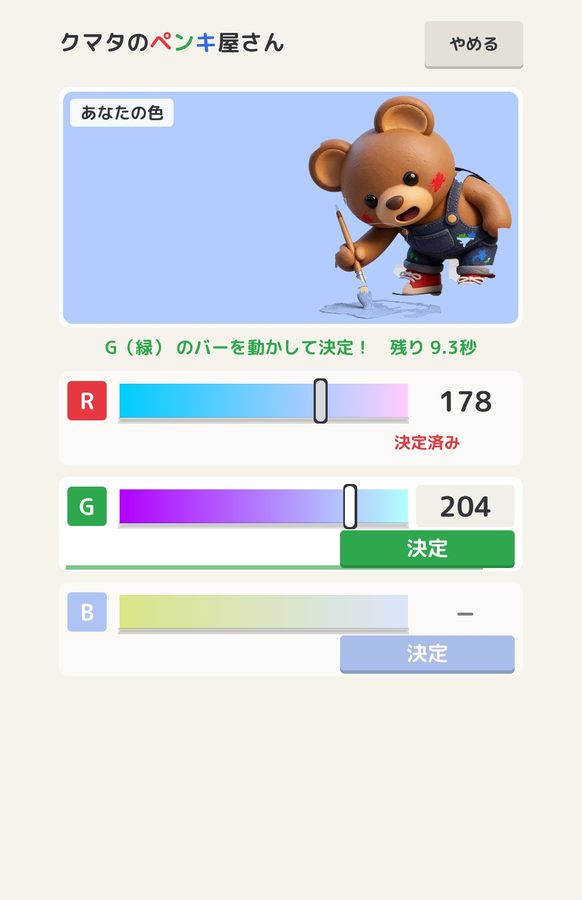 クマタのペンキ屋さん
やめる
あなたの色
G（緑） のバーを動かして決定！ 残り 9.3秒
R
178
決定済み
G
204
決定
B
–
決定